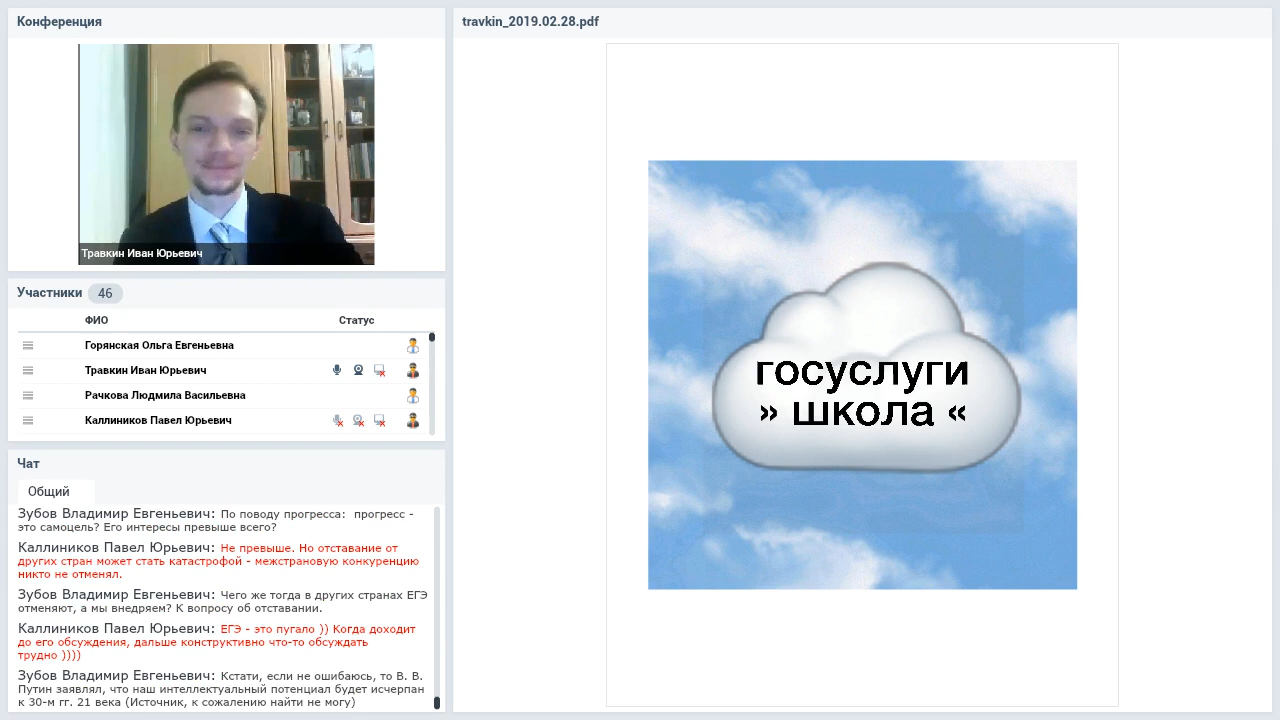 Конференция
Травкин Иван Юрьевич
Участники 46
ФИО Статус
Горянская Ольга Евгеньевна
Травкин Иван Юрьевич
Рачкова Людмила Васильевна
Каллиников Павел Юрьевич
Чат
Общий
Зубов Владимир Евгеньевич: По поводу прогресса: прогресс -
это самоцель? Его интересы превыше всего?
Каллиников Павел Юрьевич: Не превыше. Но отставание от
других стран может стать катастрофой - межстрановую конкуренцию
никто не отменял.
Зубов Владимир Евгеньевич: Чего же тогда в других странах ЕГЭ
отменяют, а мы внедряем? К вопросу об отставании.
Каллиников Павел Юрьевич: ЕГЭ - это пугало )) Когда доходит
до его обсуждения, дальше конструктивно что-то обсуждать
трудно ))))
Зубов Владимир Евгеньевич: Кстати, если не ошибаюсь, то В. В.
Путин заявлял, что наш интеллектуальный потенциал будет исчерпан
к 30-м гг. 21 века (Источник, к сожалению найти не могу)
travkin_2019.02.28.pdf
госуслуги
» школа «